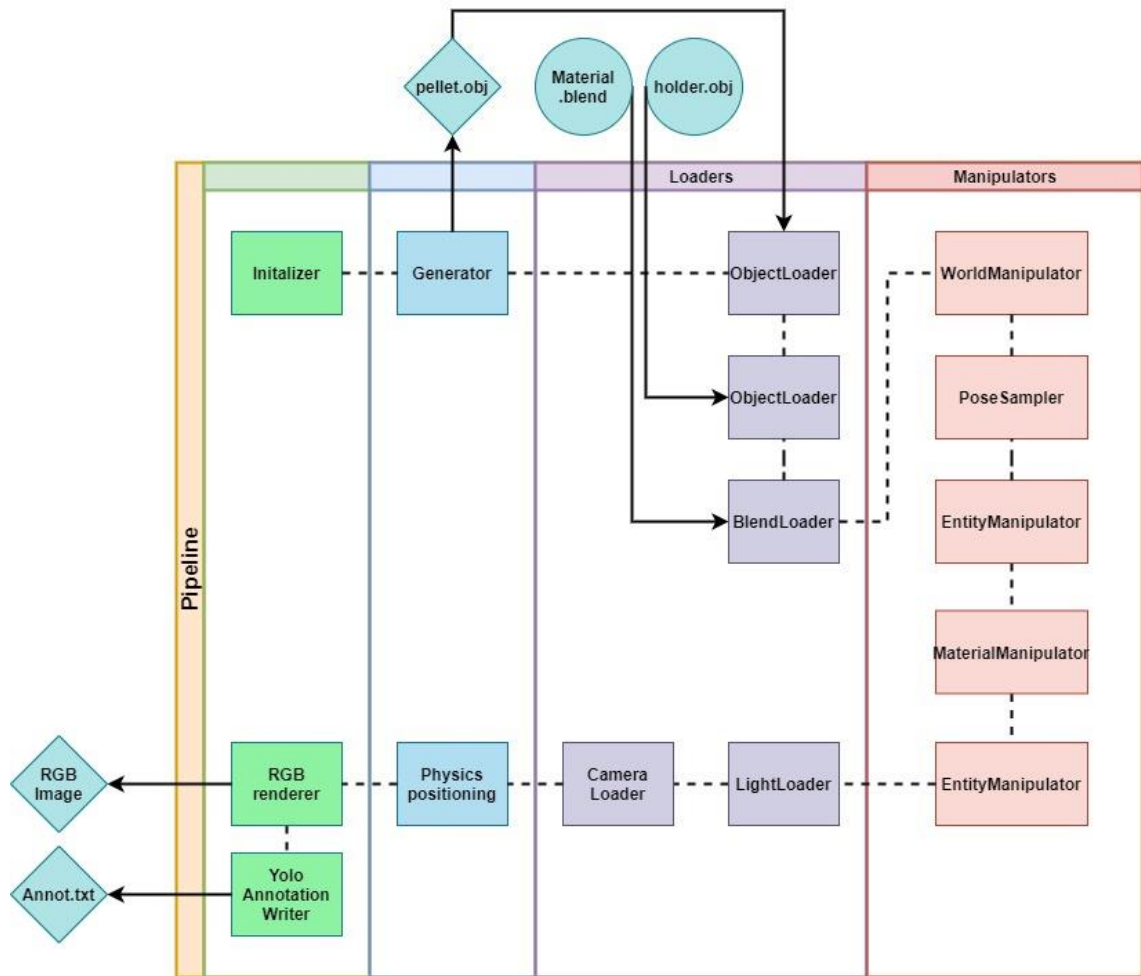 pellet.obj
Material
.blend
holder.obj
Loaders
Manipulators
Pipeline
Initalizer
Generator
ObjectLoader
WorldManipulator
ObjectLoader
PoseSampler
BlendLoader
EntityManipulator
MaterialManipulator
RGB
Image
RGB
renderer
Physics
positioning
Camera
Loader
LightLoader
EntityManipulator
Annot.txt
Yolo
Annotation
Writer